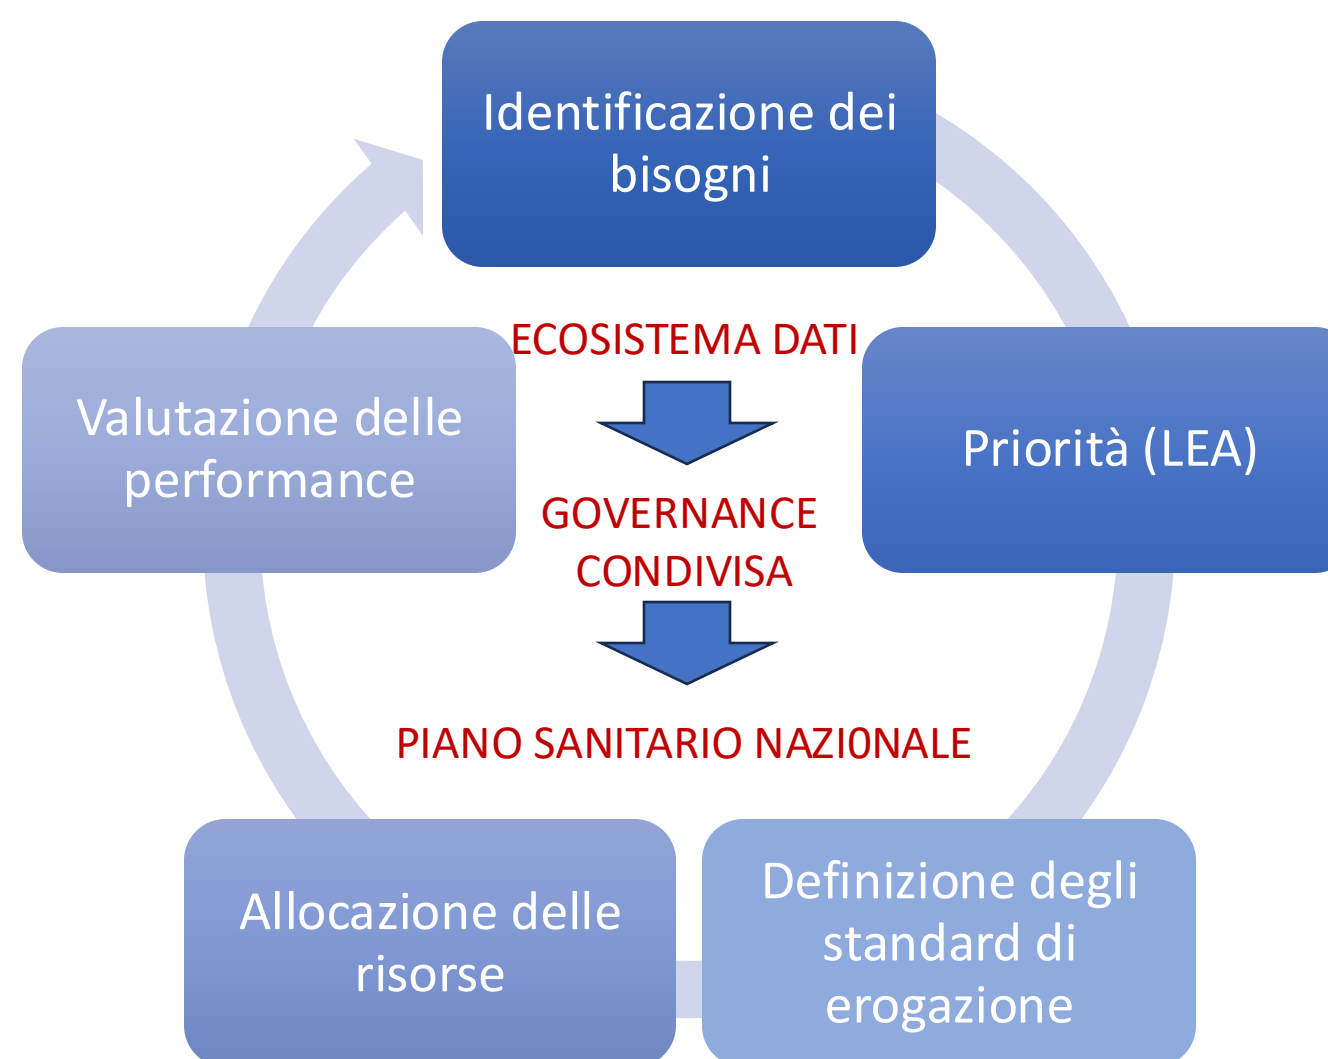 Identificazione dei
bisogni
ECOSISTEMA DATI
Valutazione delle
performance
Priorità (LEA)
GOVERNANCE
CONDIVISA
PIANO SANITARIO NAZI0NALE
Allocazione delle
risorse
Definizione degli
standard di
erogazione